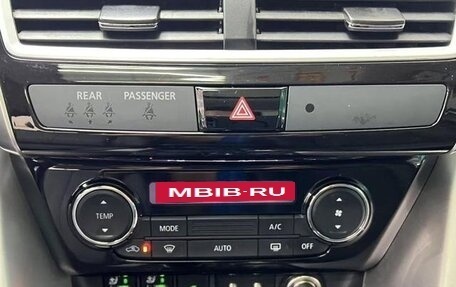 REAR PASSENGER
MBIB-RU
TEMP
MODE
A/C
AUTO
OFF